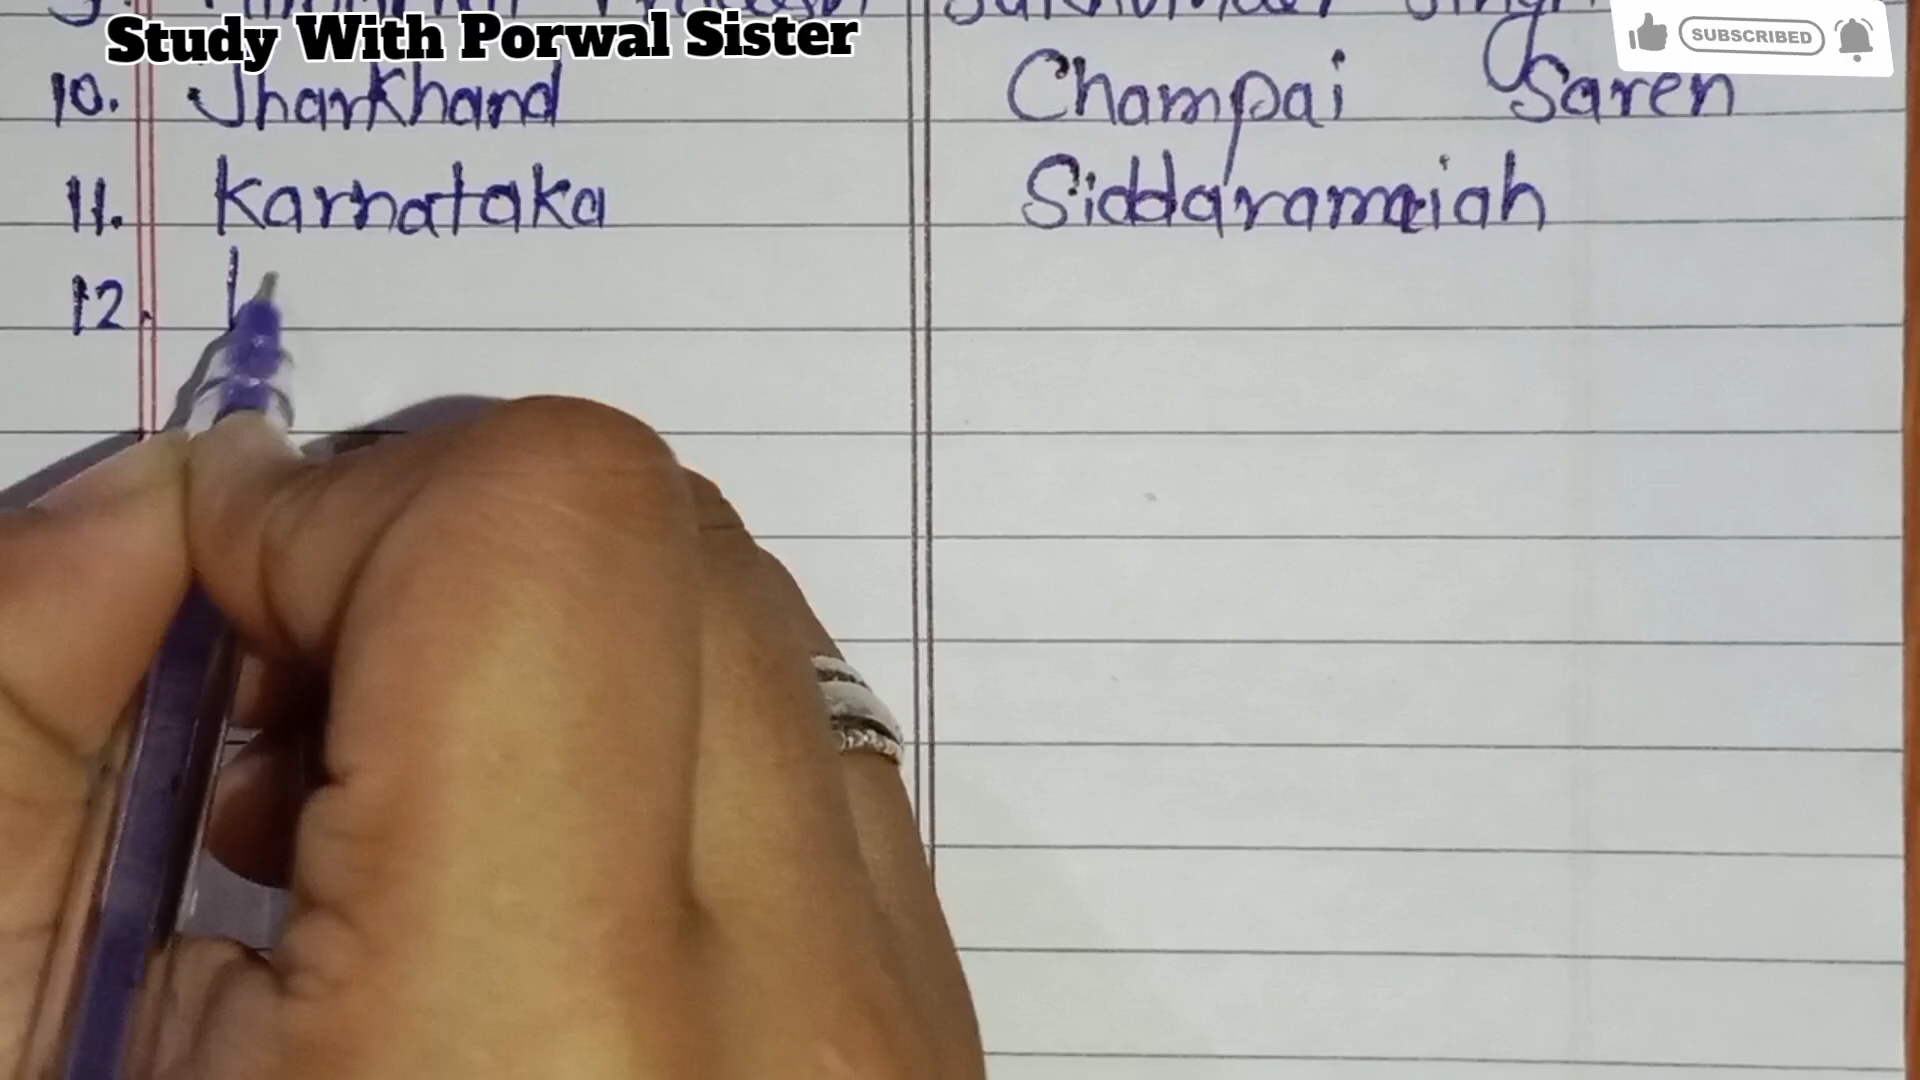 Study With Porwal Sister
SUBSCRIBED
10. Jharkhand Champai Saren
11. Karnataka Siddaramaiah
12.